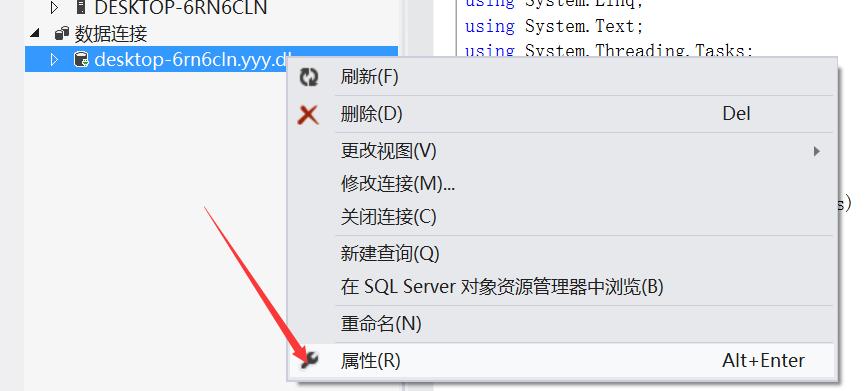 DESKTOP-6RN6CLN
using System.Linq;
数据连接
using System.Text;
using System.Threading.Tasks;
desktop-6rn6cln.yyy.d
刷新(F)
删除(D) Del
更改视图(V)
修改连接(M)...
s)
关闭连接(C)
新建查询(Q)
在 SQL Server 对象资源管理器中浏览(B)
重命名(N)
属性(R) Alt+Enter